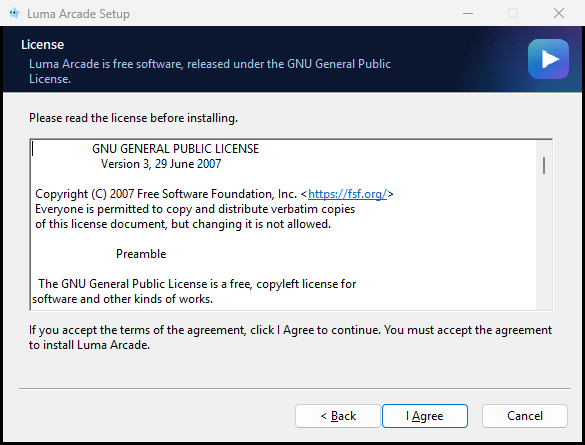 Luma Arcade Setup
License
Luma Arcade is free software, released under the GNU General Public
License.
Please read the license before installing.
GNU GENERAL PUBLIC LICENSE
Version 3, 29 June 2007
Copyright (C) 2007 Free Software Foundation, Inc. <https://fsf.org/>
Everyone is permitted to copy and distribute verbatim copies
of this license document, but changing it is not allowed.
Preamble
The GNU General Public License is a free, copyleft license for
software and other kinds of works.
If you accept the terms of the agreement, click I Agree to continue. You must accept the agreement
to install Luma Arcade.
< Back
I Agree
Cancel